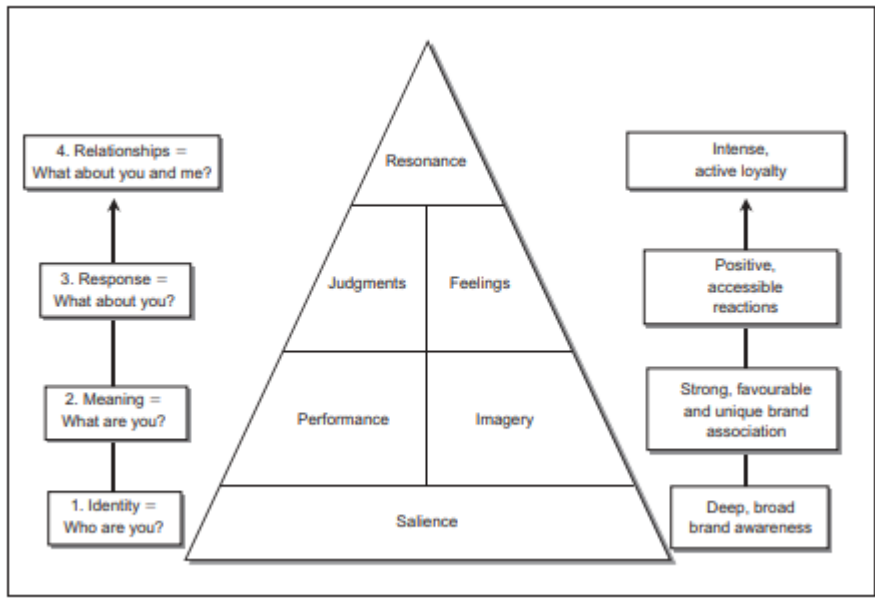 4. Relationships =
What about you and me?
3. Response =
What about you?
2. Meaning =
What are you?
1. Identity =
Who are you?
Resonance
Judgments
Feelings
Performance
Imagery
Salience
Intense,
active loyalty
Positive,
accessible
reactions
Strong, favourable
and unique brand
association
Deep, broad
brand awareness